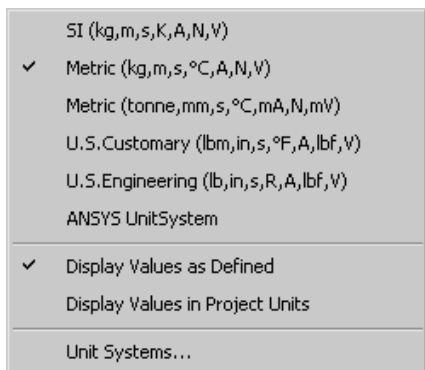 SI (kg,m,s,K,A,N,V)
Metric (kg,m,s,°C,A,N,V)
Metric (tonne,mm,s,°C,mA,N,mV)
U.S.Customary (lbm,in,s,°F,A,lbf,V)
U.S.Engineering (lb,in,s,R,A,lbf,V)
ANSYS UnitSystem
Display Values as Defined
Display Values in Project Units
Unit Systems...